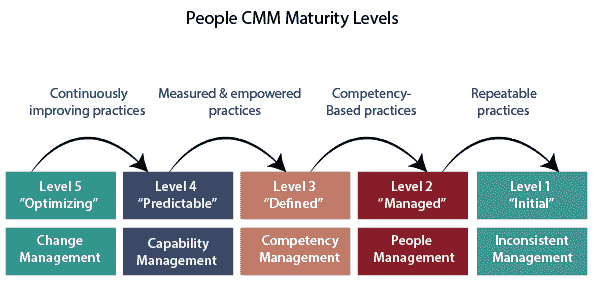 People CMM Maturity Levels
Continuously
improving practices
Measured & empowered
practices
Competency-
Based practices
Repeatable
practices
Level 5
"Optimizing"
Level 4
"Predictable"
Level 3
"Defined"
Level 2
"Managed"
Level 1
"Initial"
Change
Management
Capability
Management
Competency
Management
People
Management
Inconsistent
Management